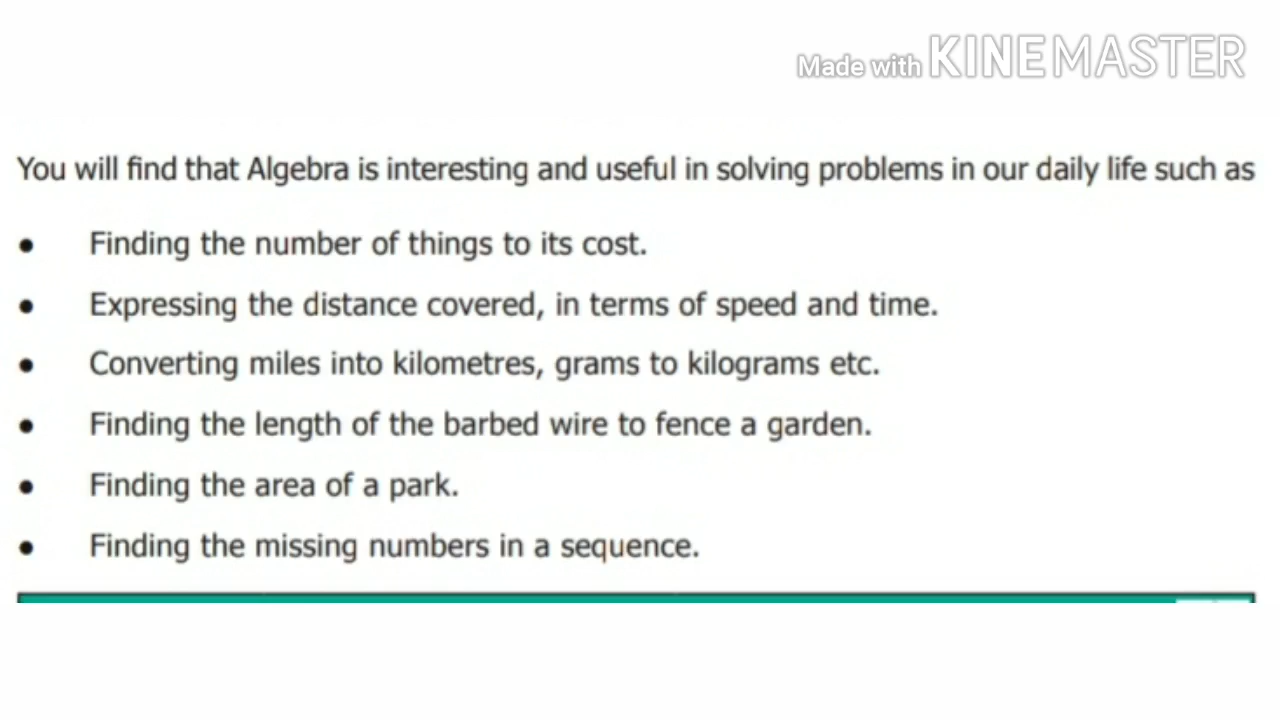 Made with KINEMASTER
You will find that Algebra is interesting and useful in solving problems in our daily life such as
● Finding the number of things to its cost.
● Expressing the distance covered, in terms of speed and time.
● Converting miles into kilometres, grams to kilograms etc.
● Finding the length of the barbed wire to fence a garden.
● Finding the area of a park.
● Finding the missing numbers in a sequence.